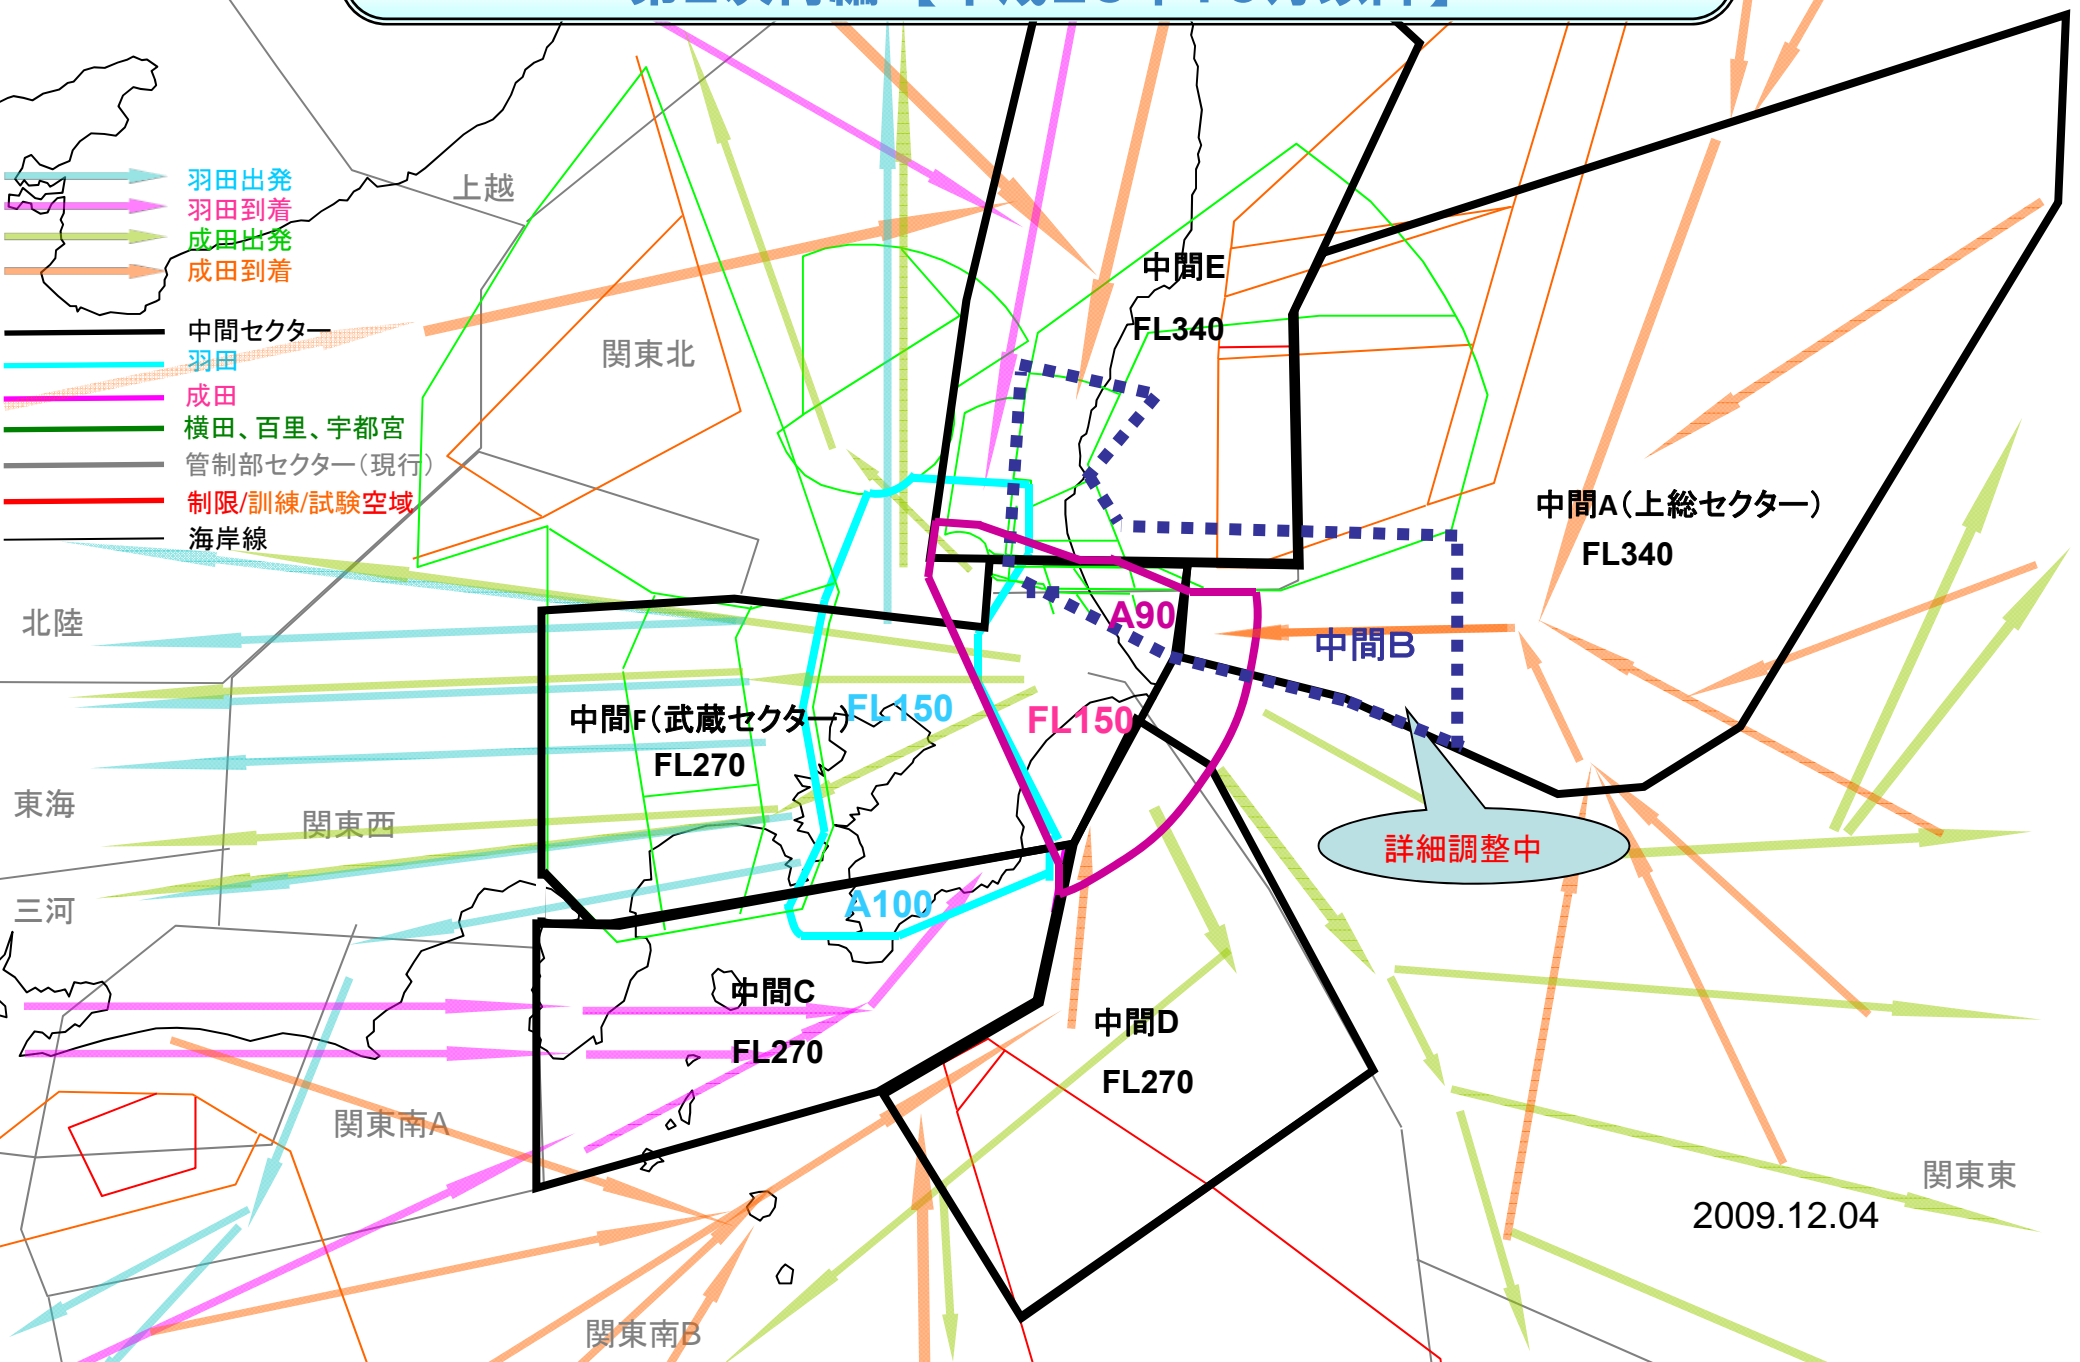 羽田出発
羽田到着
成田出発
成田到着
中間セクター
羽田
成田
横田、百里、宇都宮
管制部セクター（現行）
制限/訓練/試験空域
海岸線
上越
関東北
中間E
FL340
中間A（上総セクター）
FL340
A90
中間B
北陸
中間F（武蔵セクター）
FL270
FL150
FL150
東海
関東西
詳細調整中
三河
A100
中間C
FL270
中間D
FL270
関東南A
関東東
2009.12.04
関東南B